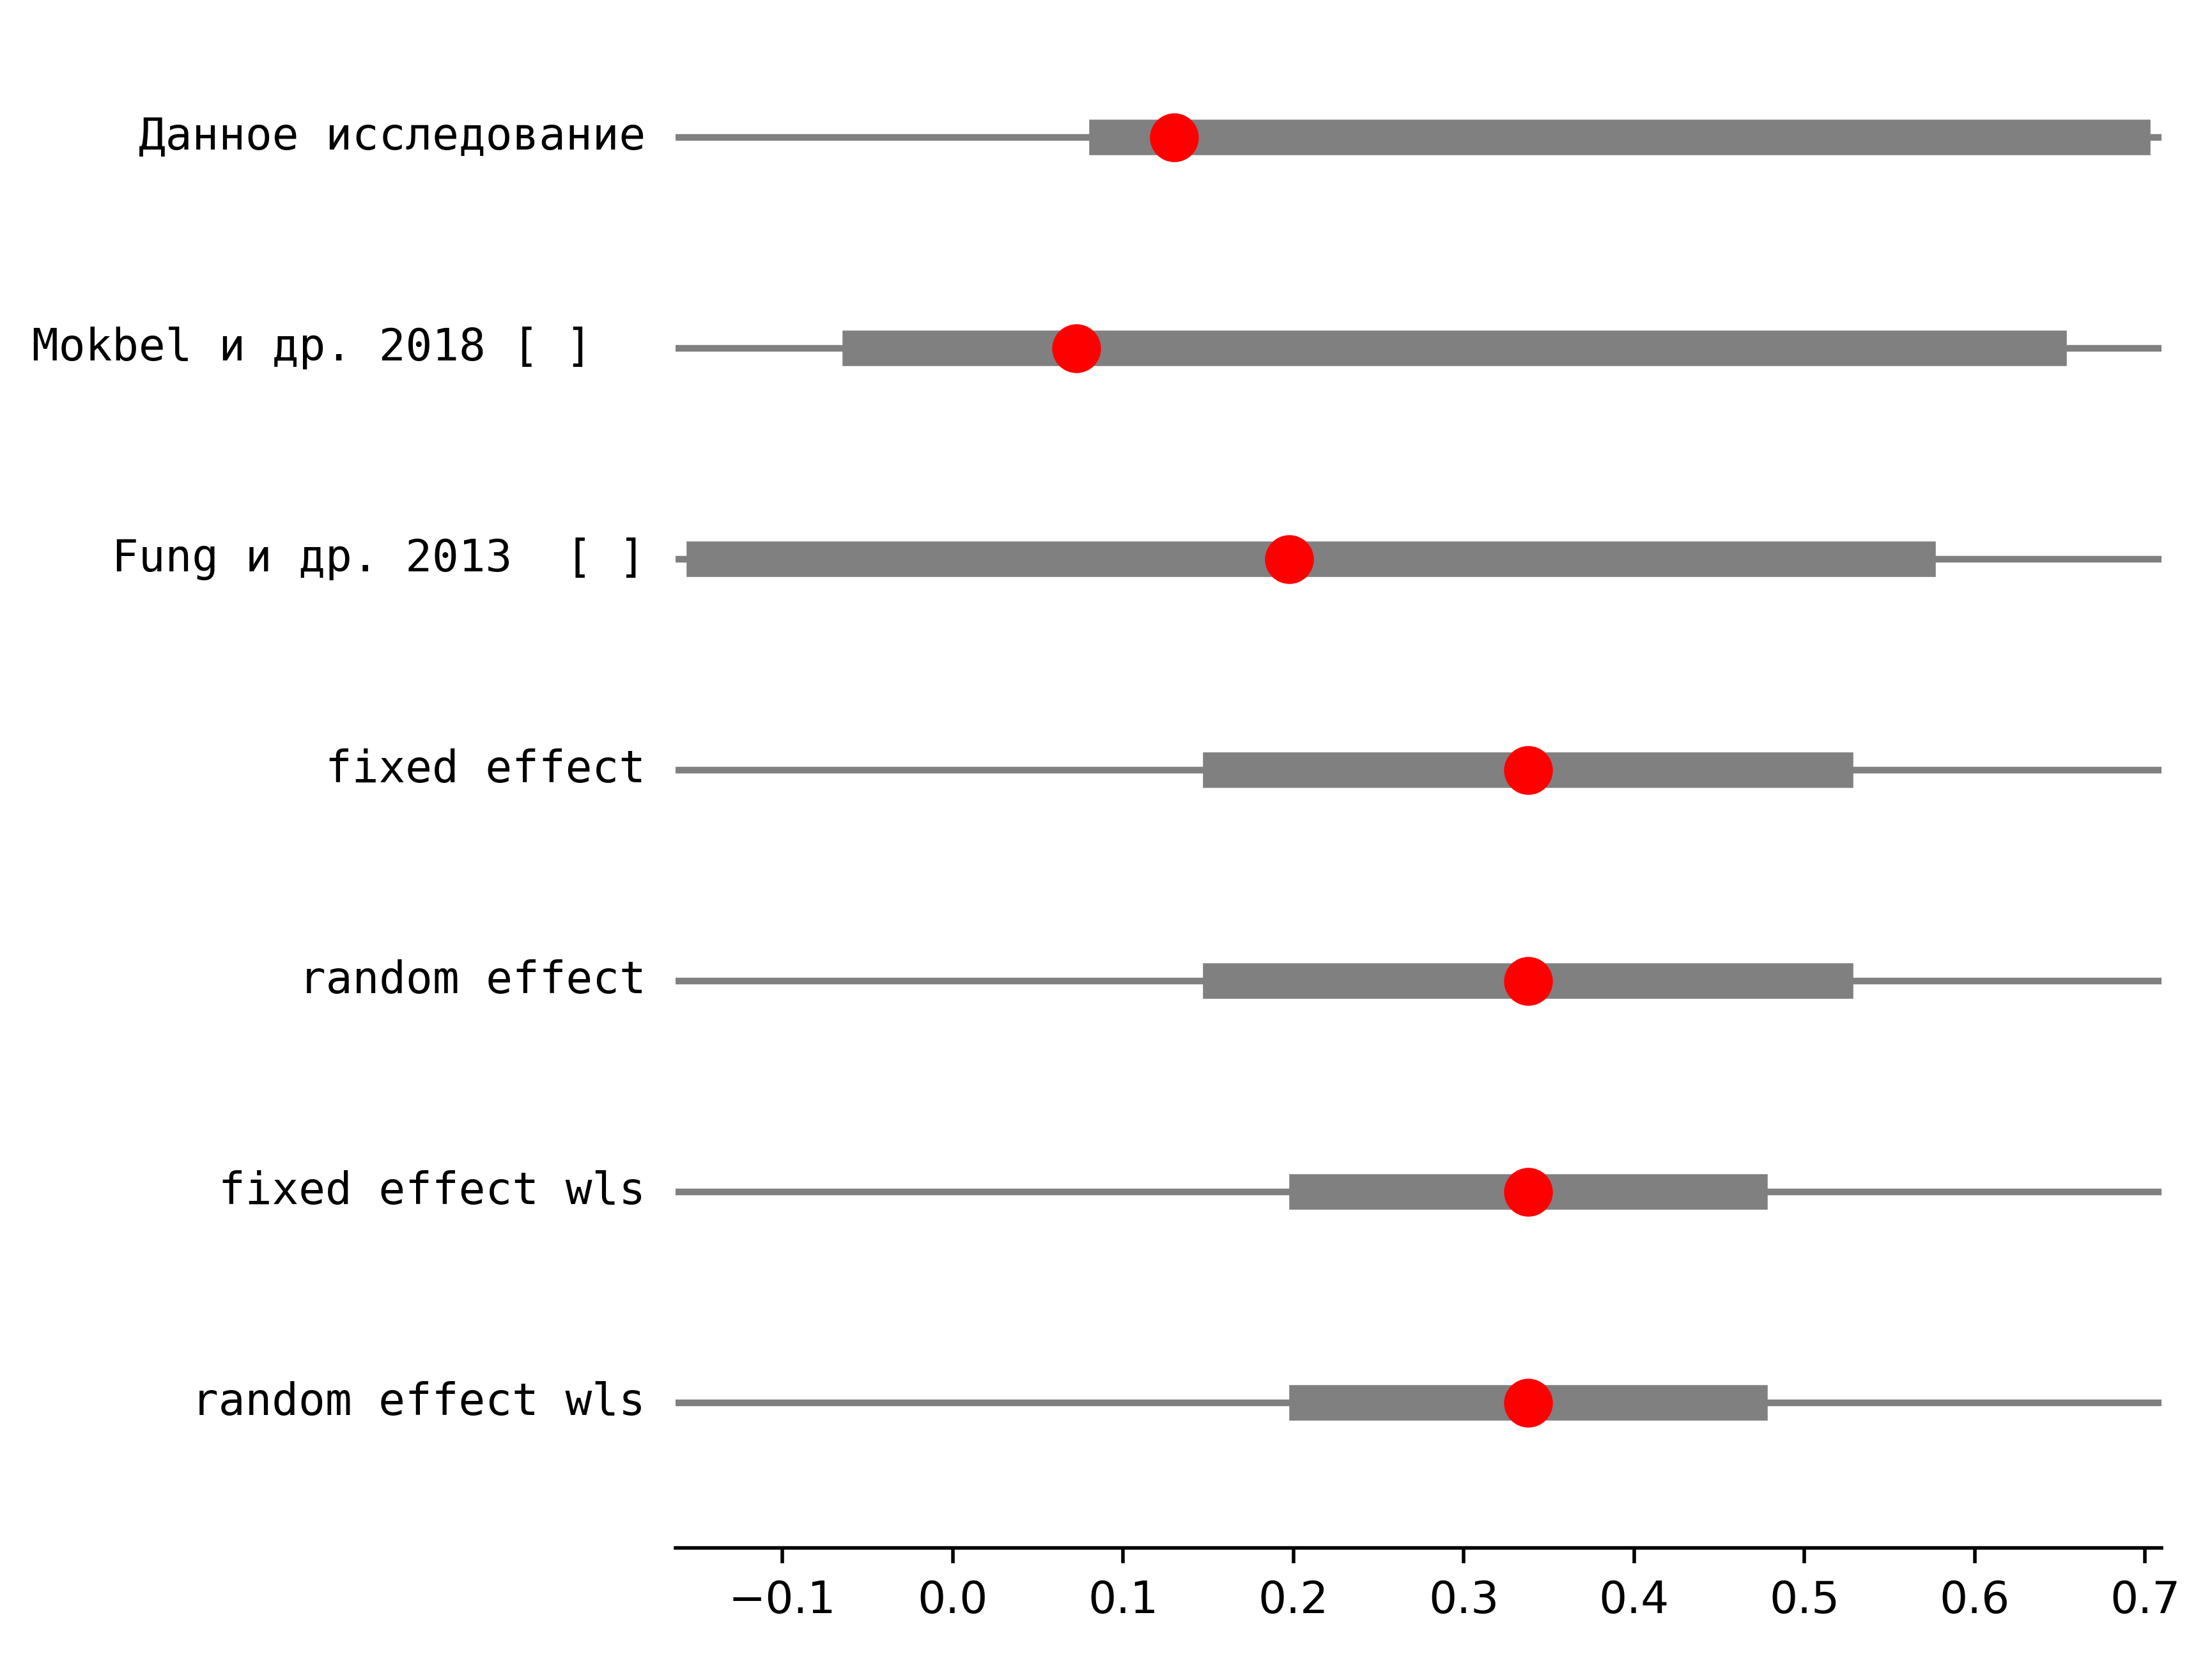 Данное исследование
Mokbel и др. 2018 [ ]
Fung и др. 2013  [ ]
fixed effect
random effect
fixed effect wls
random effect wls
−0.1 0.0 0.1 0.2 0.3 0.4 0.5 0.6 0.7